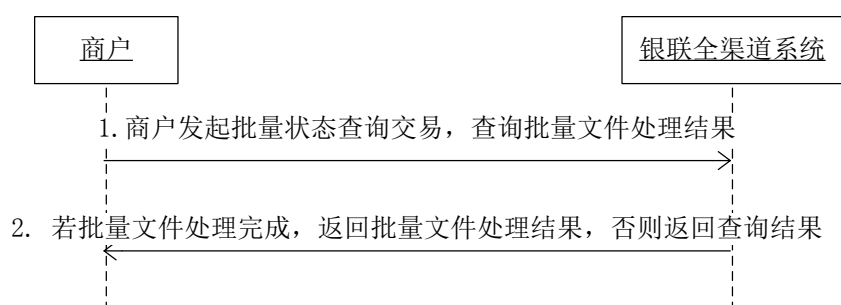 商户
银联全渠道系统
1.商户发起批量状态查询交易，查询批量文件处理结果
2. 若批量文件处理完成，返回批量文件处理结果，否则返回查询结果